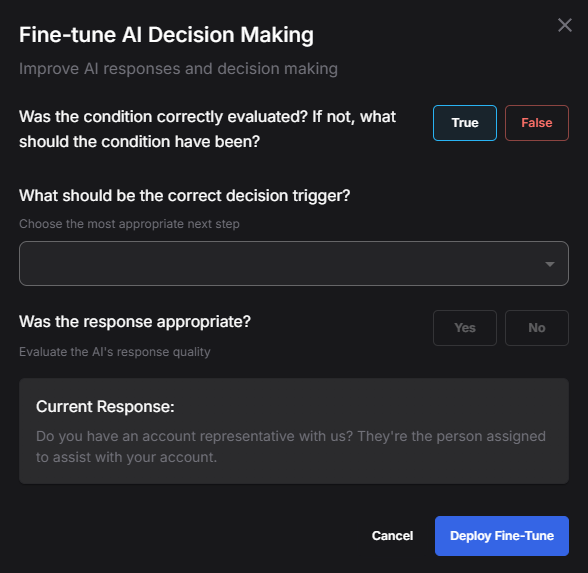 Fine-tune AI Decision Making
Improve AI responses and decision making
Was the condition correctly evaluated? If not, what
should the condition have been?
True
False
What should be the correct decision trigger?
Choose the most appropriate next step
Was the response appropriate?
Evaluate the AI's response quality
Yes
No
Current Response:
Do you have an account representative with us? They're the person assigned
to assist with your account.
Cancel
Deploy Fine-Tune